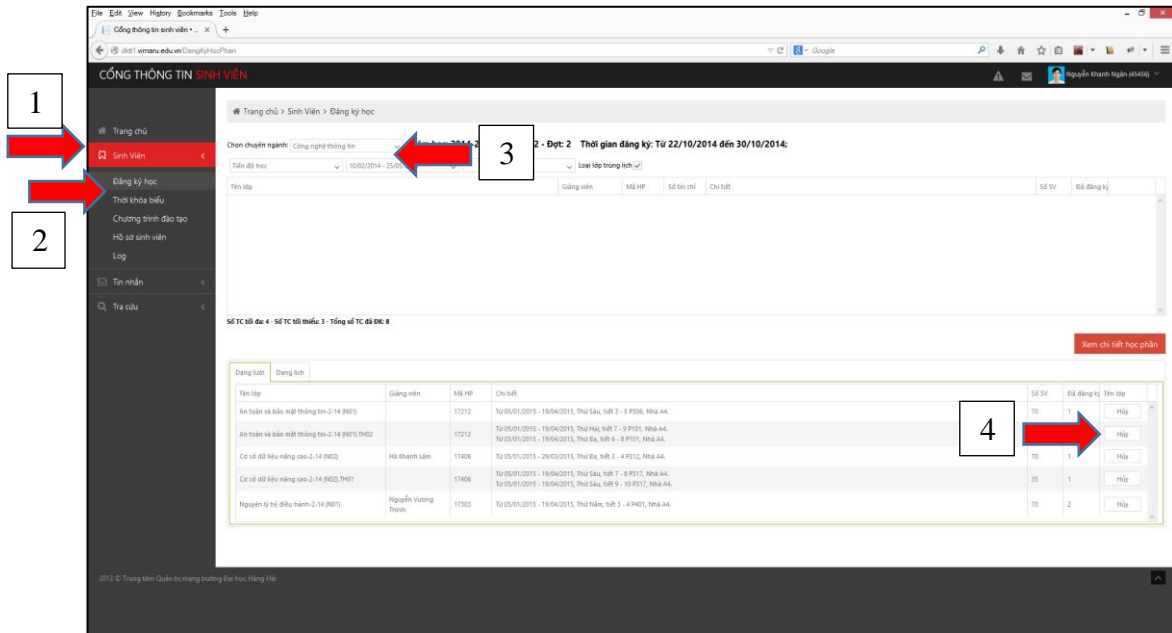 File Edit View History Bookmarks Tools Help
Cổng thông tin sinh viên •
dktt1.vimaru.edu.vn/DangKyHocPhan
Google
CỔNG THÔNG TIN SINH VIÊN
Nguyễn Khánh Ngân (45456)
1
Trang chủ
Sinh Viên
Đăng ký học
Thời khóa biểu
Chương trình đào tạo
Hồ sơ sinh viên
Log
2
Tin nhắn
Tra cứu
Trang chủ > Sinh Viên > Đăng ký học
Chọn chuyên ngành: Công nghệ thông tin
2 - Đợt: 2 Thời gian đăng ký: Từ 22/10/2014 đến 30/10/2014;
3
Tiến độ học 10/02/2014 - 25/05 Loại lớp trùng lịch
Tên lớp Giảng viên Mã HP Số tín chỉ Chi tiết Số SV Đã đăng ký
Số TC tối đa: 4 - Số TC tối thiểu: 3 - Tổng số TC đã ĐK: 8
Xem chi tiết học phần
Dạng lưới Dạng lịch
Tên lớp Giảng viên Mã HP Chi tiết Số SV Đã đăng ký Tên lớp
An toàn và bảo mật thông tin-2-14 (N01) 17212 Từ 05/01/2015 - 19/04/2015, Thứ Sáu, tiết 3 - 5 P306, Nhà A4. 70 1 Hủy
An toàn và bảo mật thông tin-2-14 (N01).TH02 17212 Từ 05/01/2015 - 19/04/2015, Thứ Hai, tiết 7 - 9 P101, Nhà A4.
Từ 05/01/2015 - 19/04/2015, Thứ Ba, tiết 6 - 8 P101, Nhà A4. Hủy
4
Cơ sở dữ liệu nâng cao-2-14 (N02) Hà Khánh Lâm 17406 Từ 05/01/2015 - 29/03/2015, Thứ Ba, tiết 3 - 4 P312, Nhà A4. 70 1 Hủy
Cơ sở dữ liệu nâng cao-2-14 (N02).TH01 17406 Từ 05/01/2015 - 19/04/2015, Thứ Sáu, tiết 7 - 8 P317, Nhà A4.
Từ 05/01/2015 - 19/04/2015, Thứ Sáu, tiết 9 - 10 P317, Nhà A4. 35 1 Hủy
Nguyên lý hệ điều hành-2-14 (N01) Nguyễn Vương
Thịnh 17303 Từ 05/01/2015 - 19/04/2015, Thứ Năm, tiết 3 - 4 P401, Nhà A4. 70 2 Hủy
2013 © Trung tâm Quản trị mạng trường Đại học Hàng Hải